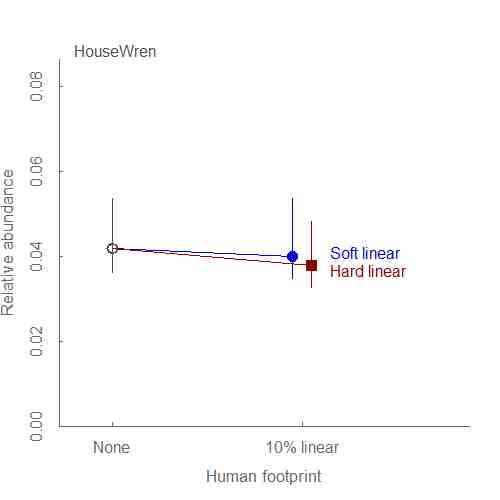 HouseWren
Relative abundance
0.08
0.06
0.04
0.02
0.00
Soft linear
Hard linear
None
10% linear
Human footprint